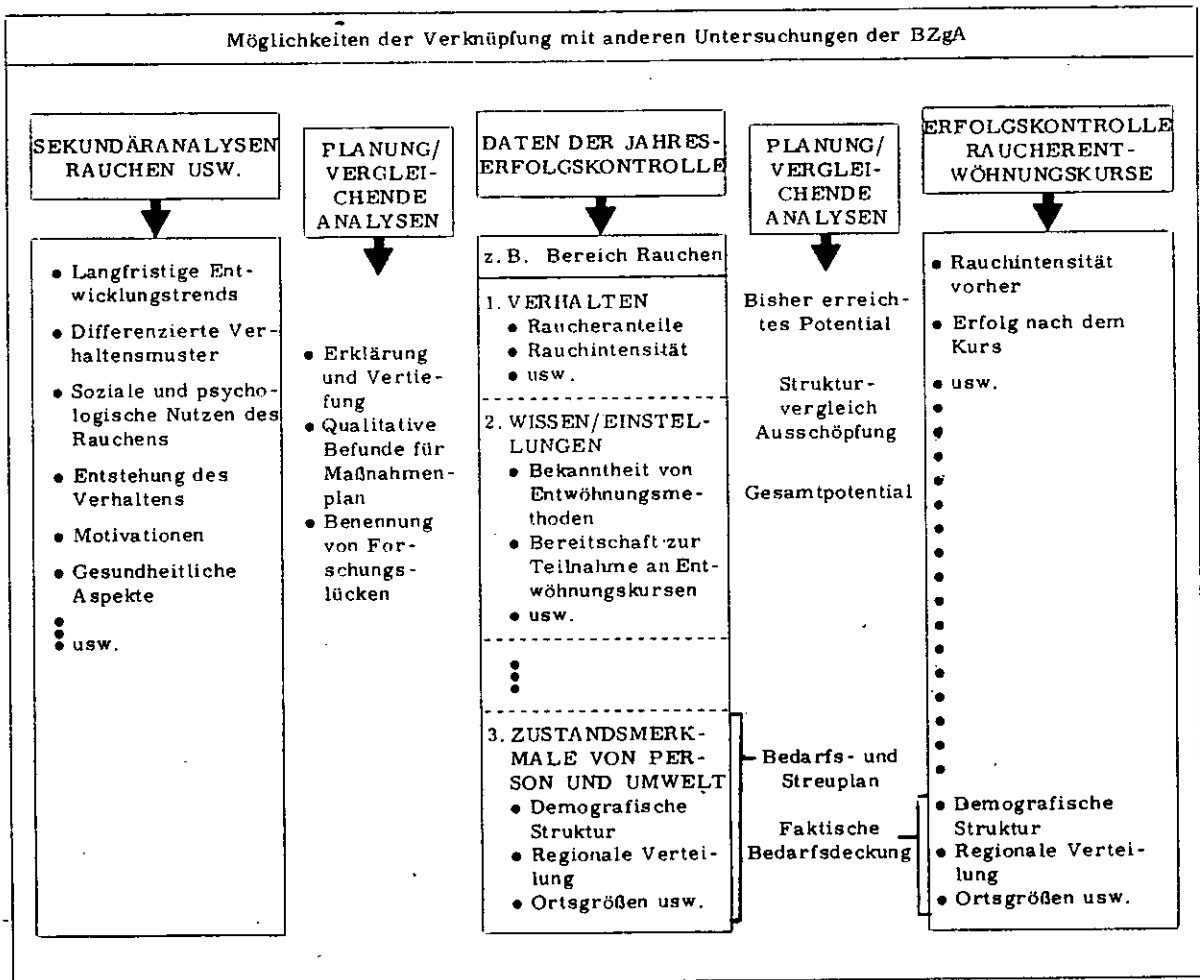 Möglichkeiten der Verknüpfung mit anderen Untersuchungen der BZgA
SEKUNDÄRANALYSEN
RAUCHEN USW.
• Langfristige Ent-
wicklungstrends
• Differenzierte Ver-
haltensmuster
• Soziale und psycho-
logische Nutzen des
Rauchens
• Entstehung des
Verhaltens
• Motivationen
• Gesundheitliche
Aspekte
•
•
• usw.
PLANUNG/
VERGLEI-
CHENDE
ANALYSEN
• Erklärung
und Vertie-
fung
• Qualitative
Befunde für
Maßnahmen-
plan
• Benennung
von For-
schungs-
lücken
DATEN DER JAHRES-
ERFOLGSKONTROLLE
z. B. Bereich Rauchen
1. VERHALTEN
• Raucheranteile
• Rauchintensität
• usw.
2. WISSEN/EINSTEL-
LUNGEN
• Bekanntheit von
Entwöhnungsme-
thoden
• Bereitschaft zur
Teilnahme an Ent-
wöhnungskursen
• usw.
•
•
•
3. ZUSTANDSMERK-
MALE VON PER-
SON UND UMWELT
• Demografische
Struktur
• Regionale Vertei-
lung
• Ortsgrößen usw.
PLANUNG/
VERGLEI-
CHENDE
ANALYSEN
Bisher erreich-
tes Potential
Struktur-
vergleich
Ausschöpfung
Gesamtpotential
Bedarfs- und
Streuplan
Faktische
Bedarfsdeckung
ERFOLGSKONTROLLE
RAUCHERENT-
WÖHNUNGSKURSE
• Rauchintensität
vorher
• Erfolg nach dem
Kurs
• usw.
• Demografische
Struktur
• Regionale Vertei-
lung
• Ortsgrößen usw.